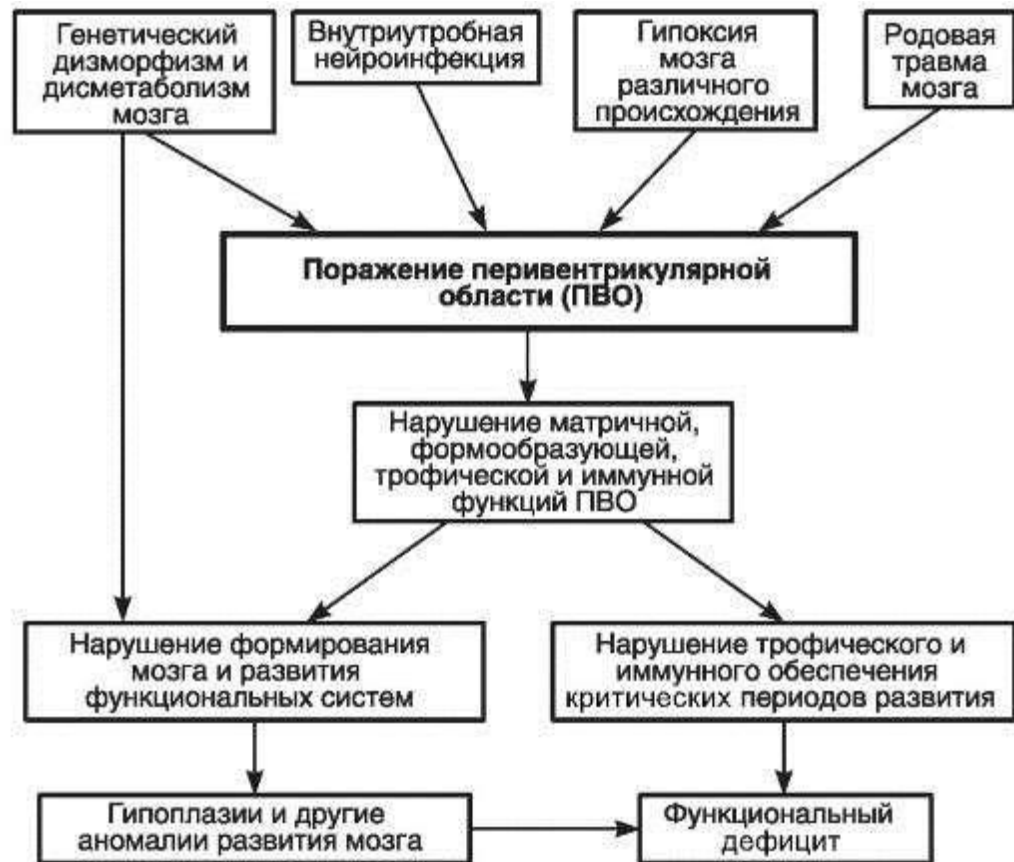 Генетический
дизморфизм и
дисметаболизм
мозга
Внутриутробная
нейроинфекция
Гипоксия
мозга
различного
происхождения
Родовая
травма
мозга
Поражение перивентрикулярной
области (ПВО)
Нарушение матричной,
формообразующей,
трофической и иммунной
функций ПВО
Нарушение формирования
мозга и развития
функциональных систем
Нарушение трофического и
иммунного обеспечения
критических периодов развития
Гипоплазии и другие
аномалии развития мозга
Функциональный
дефицит